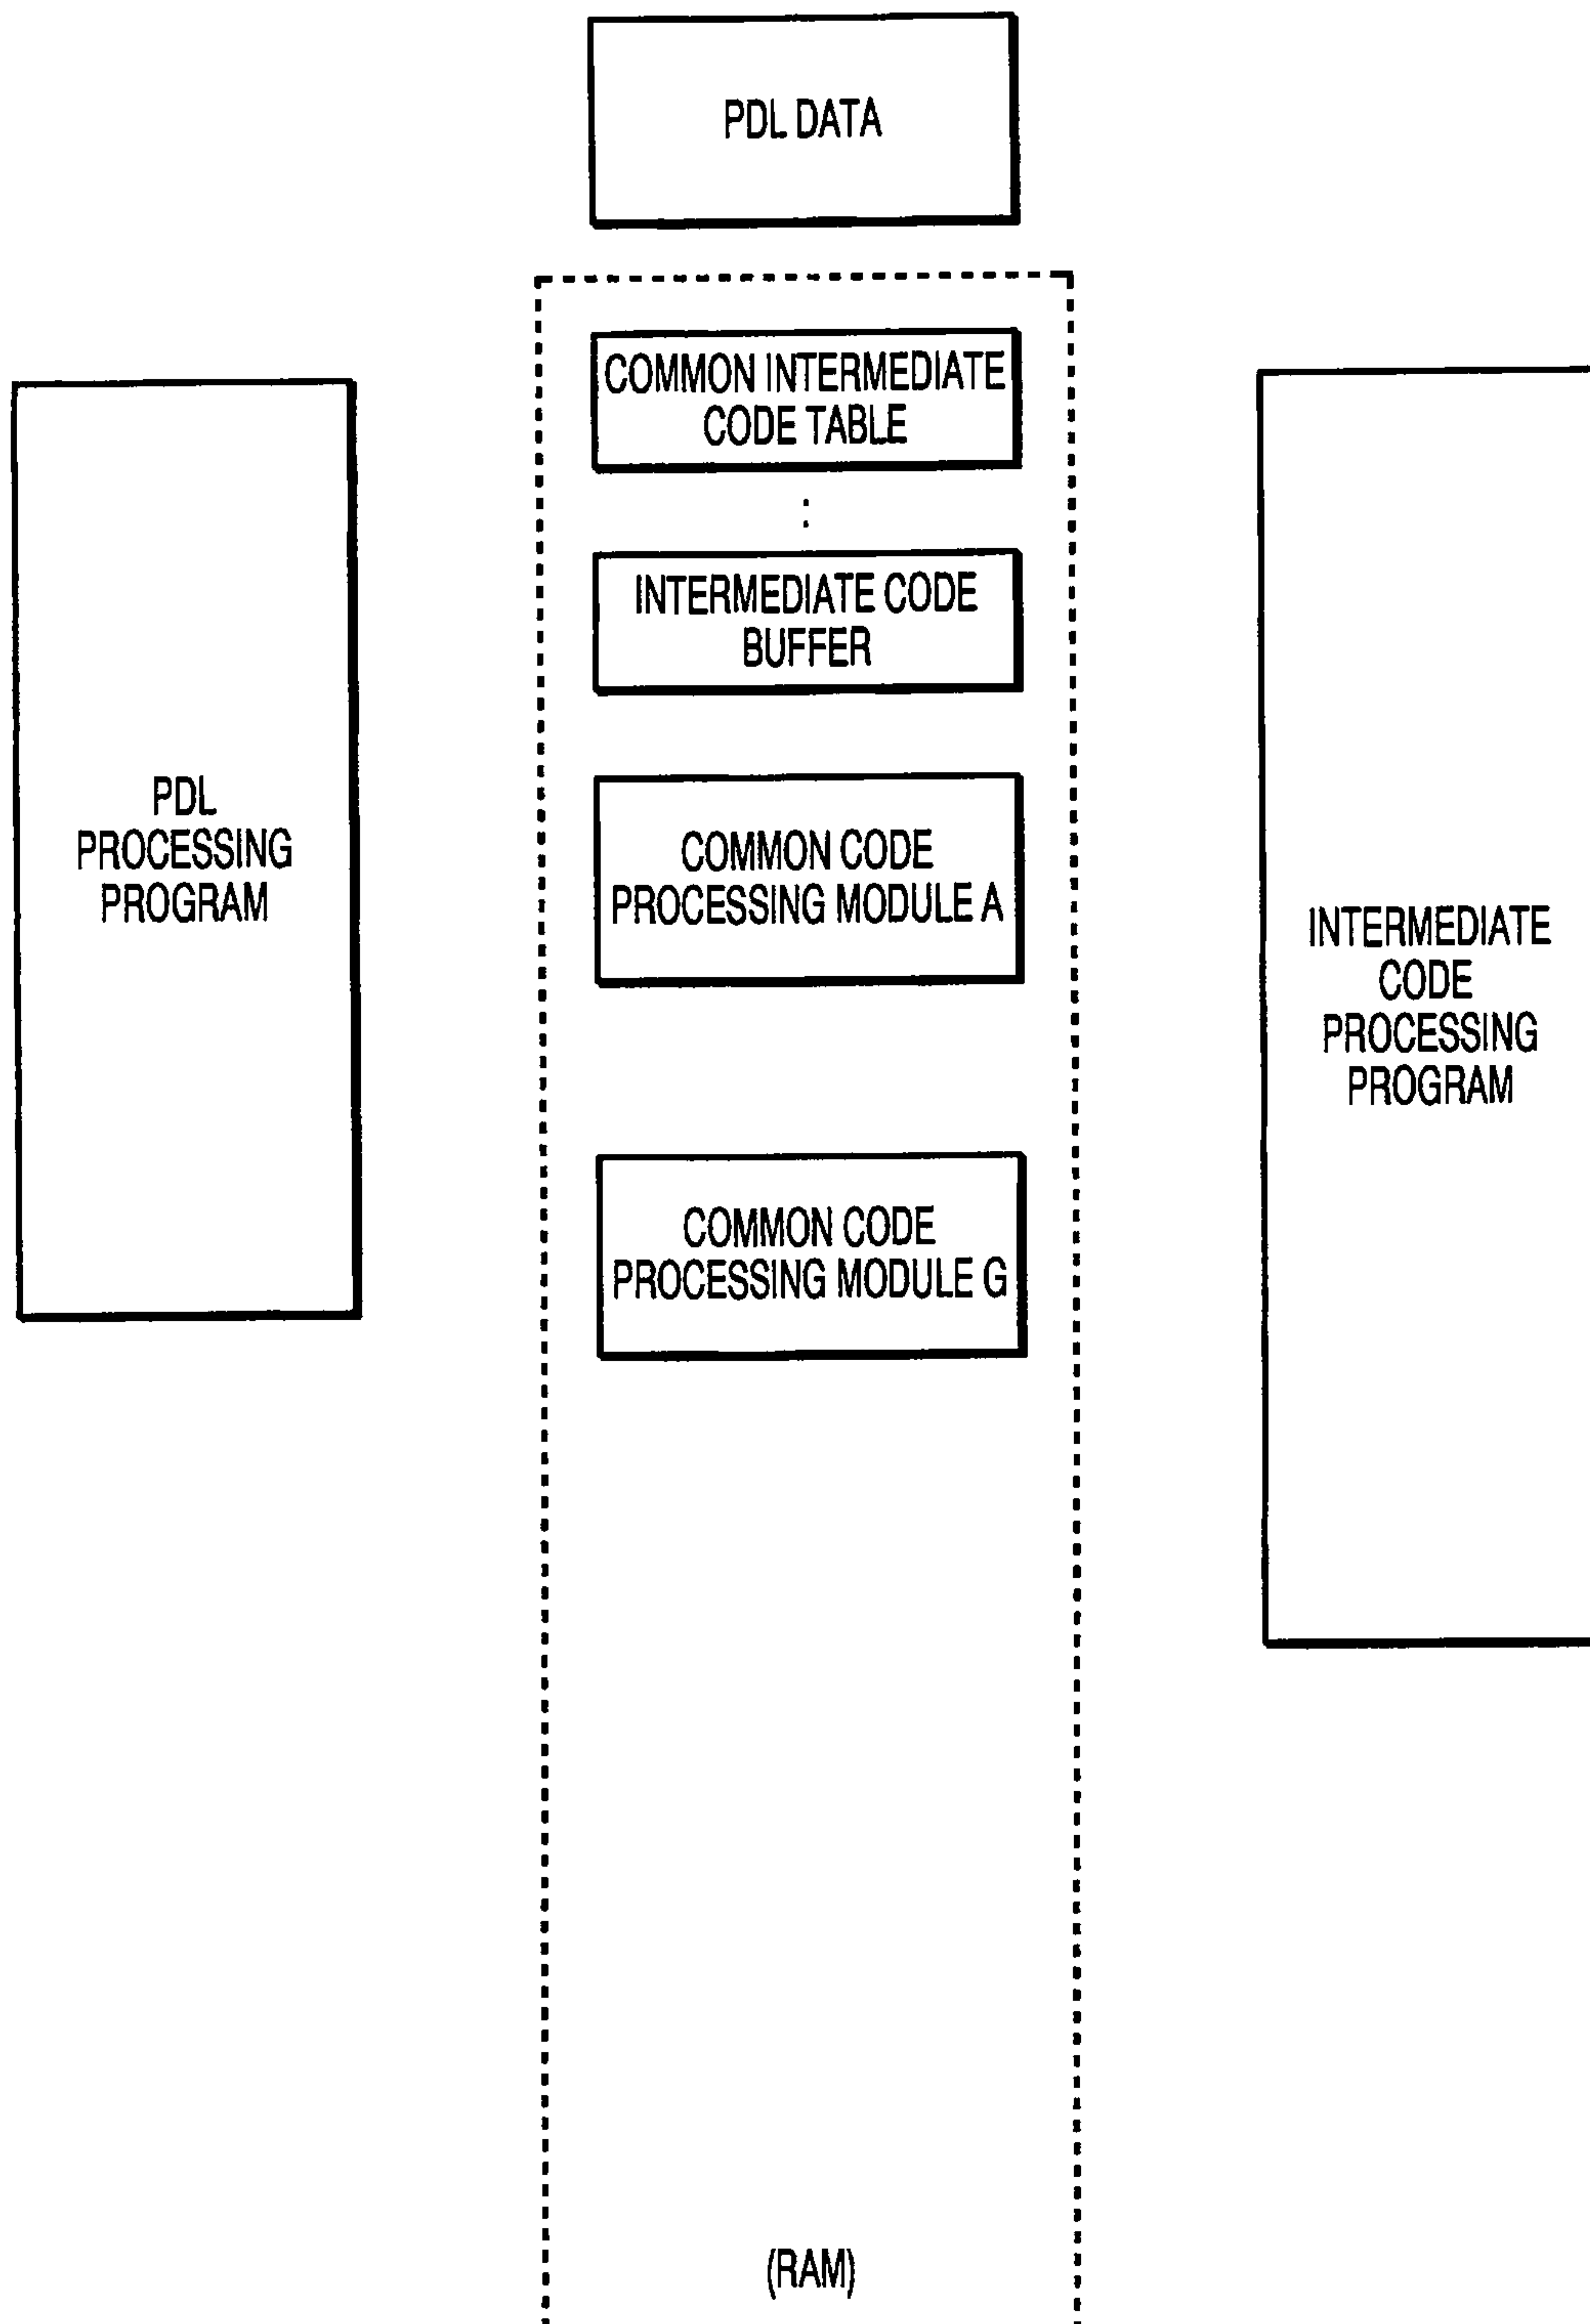 PDL DATA
COMMON INTERMEDIATE
CODE TABLE
INTERMEDIATE CODE
BUFFER
PDL
PROCESSING
PROGRAM
COMMON CODE
PROCESSING MODULE A
INTERMEDIATE
CODE
PROCESSING
PROGRAM
COMMON CODE
PROCESSING MODULE G
(RAM)